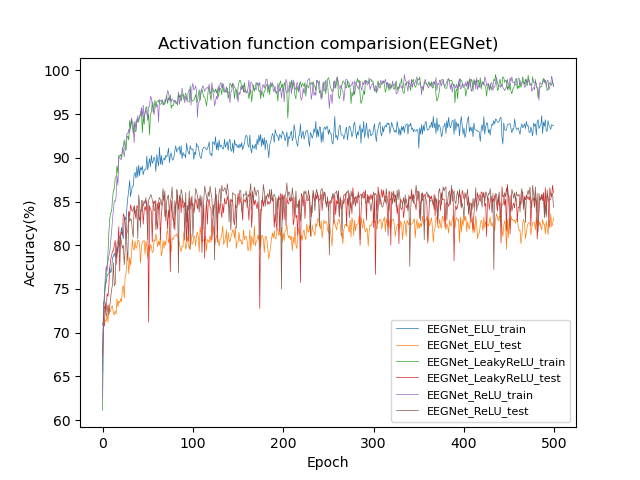 Activation function comparision(EEGNet)
100
95
90
85
80
75
70
65
60
Accuracy(%)
EEGNet_ELU_train
EEGNet_ELU_test
EEGNet_LeakyReLU_train
EEGNet_LeakyReLU_test
EEGNet_ReLU_train
EEGNet_ReLU_test
0 100 200 300 400 500
Epoch